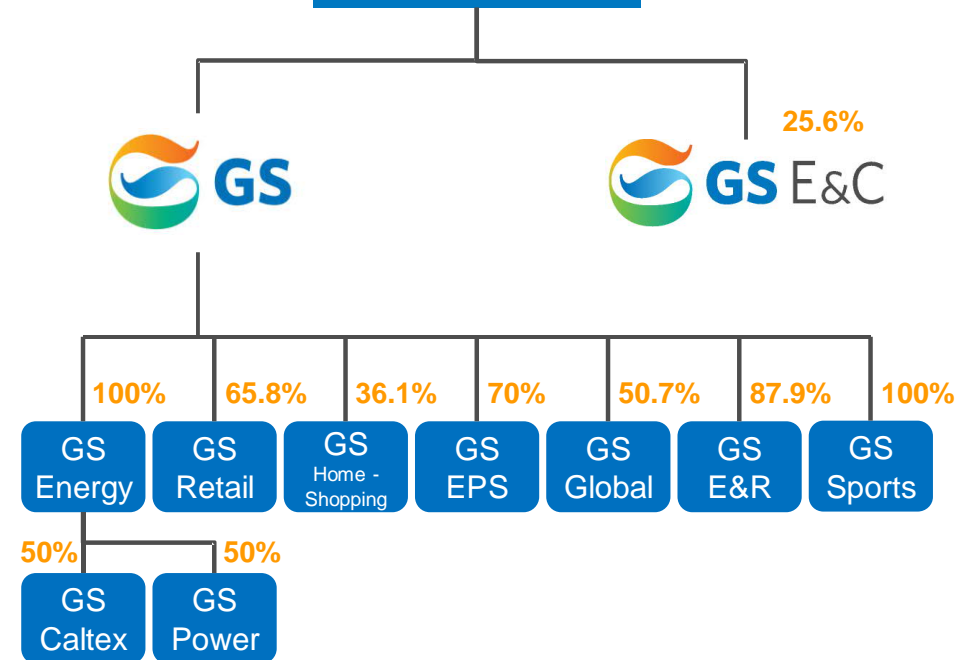 25.6%
GS
GS E&C
100%
65.8%
36.1%
70%
50.7%
87.9%
100%
GS
Energy
GS
Retail
GS
Home -
Shopping
GS
EPS
GS
Global
GS
E&R
GS
Sports
50%
50%
GS
Caltex
GS
Power